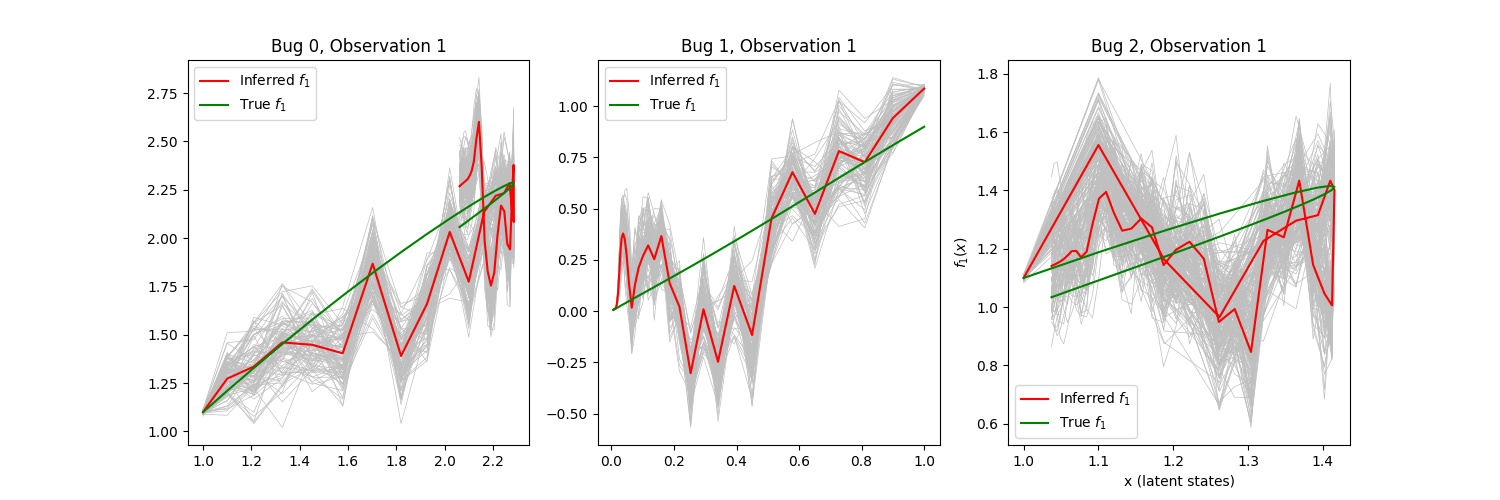 Bug 0, Observation 1
Inferred f₁
True f₁
2.75
2.50
2.25
2.00
1.75
1.50
1.25
1.00
1.0 1.2 1.4 1.6 1.8 2.0 2.2
Bug 1, Observation 1
Inferred f₁
True f₁
1.00
0.75
0.50
0.25
0.00
−0.25
−0.50
0.0 0.2 0.4 0.6 0.8 1.0
Bug 2, Observation 1
f₁(x)
1.8
1.6
1.4
1.2
1.0
0.8
0.6
Inferred f₁
True f₁
1.0 1.1 1.2 1.3 1.4
x (latent states)